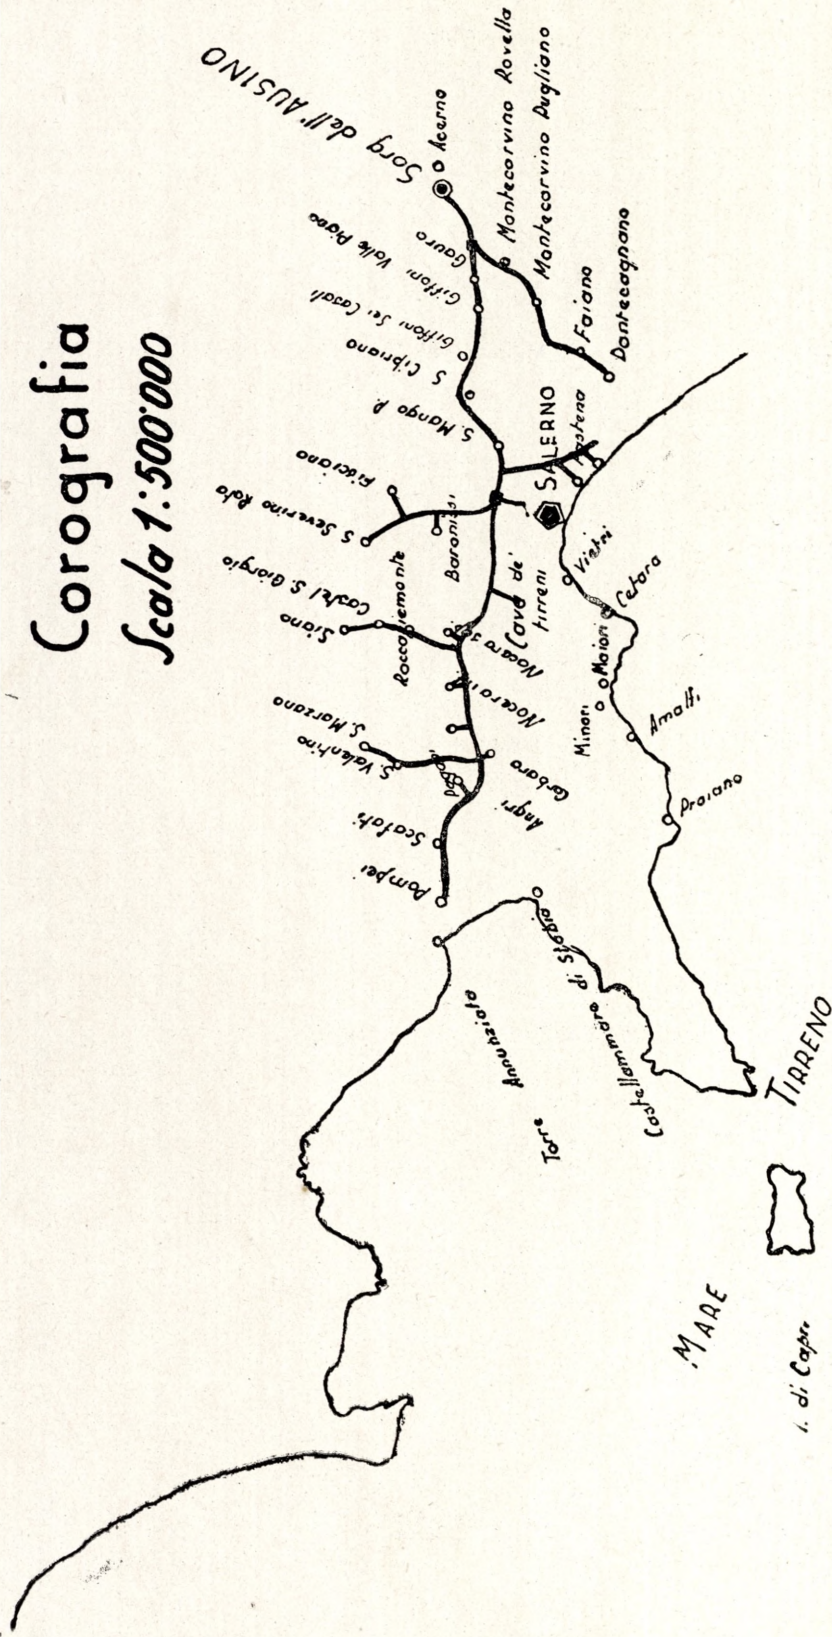 Corografia
Scala 1:500'000
Sorg dell' AUSINO
Acerno
Montecorvino Rovella
Montecorvino Pugliano
Faiano
Pontecagnano
Gauro
Giffoni Valle Piana
Giffoni Sei Casali
S. Cipriano
S. Mango P.
SALERNO
Pastena
Fisciano
S Severino Rota
Baronissi
Cava de'
tirreni
Vietri
Cetara
Maiori
Minori
Amalfi
Praiano
Castel S. Giorgio
Siano
Roccapiemonte
Nocera
Nocera
S. Marzano
S. Valentino
Corbara
Angri
Scafati
Pompei
Torre Annunziata
Castellammare di Stabia
MARE TIRRENO
I. di Capri